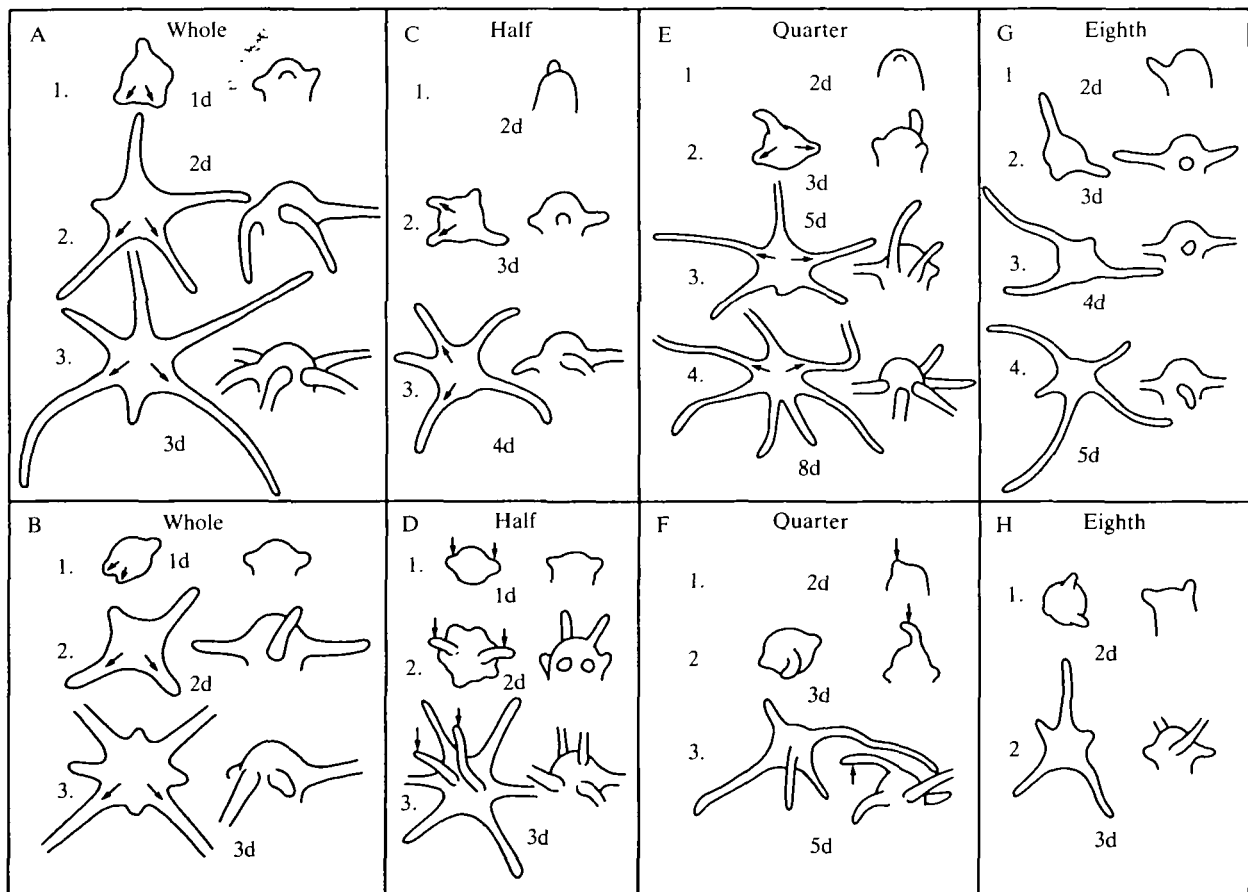 A Whole
1. 1d
2d
2.
3.
3d
C Half
1.
2d
2.
3d
3.
4d
E Quarter
1
2d
2.
3d
5d
3.
4.
8d
G Eighth
1
2d
2.
3d
3.
4d
4.
5d
B Whole
1. 1d
2.
2d
3.
3d
D Half
1.
1d
2.
2d
3.
3d
F Quarter
1.
2d
2
3d
3.
5d
H Eighth
1.
2d
2
3d